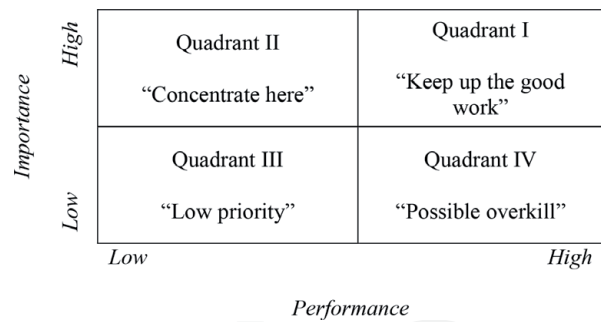 High
Importance
Low
Quadrant II
“Concentrate here”
Quadrant I
“Keep up the good
work”
Quadrant III
“Low priority”
Quadrant IV
“Possible overkill”
Low
High
Performance